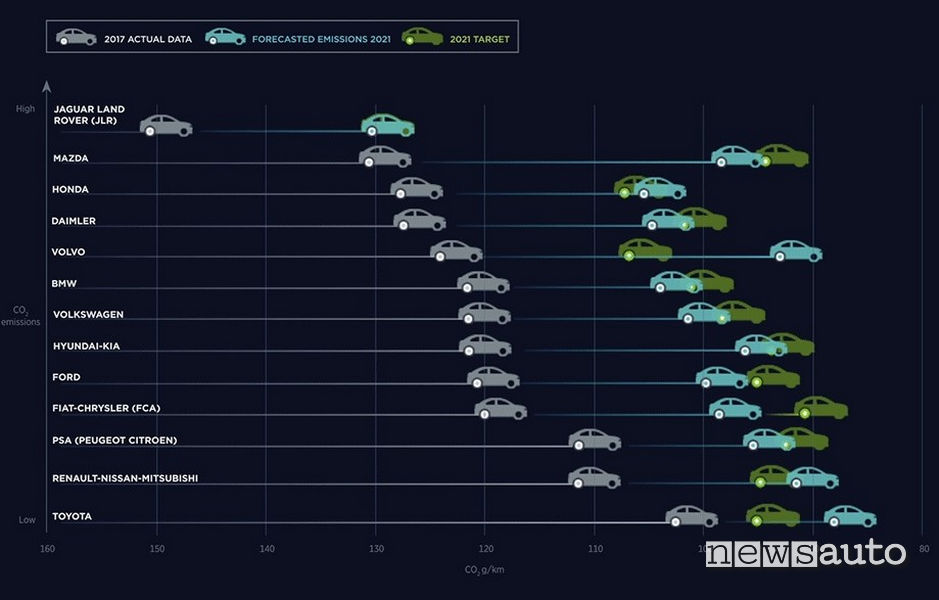 2017 ACTUAL DATA FORECASTED EMISSIONS 2021 2021 TARGET
High
JAGUAR LAND
ROVER (JLR)
MAZDA
HONDA
DAIMLER
VOLVO
BMW
CO2
emissions
VOLKSWAGEN
HYUNDAI-KIA
FORD
FIAT-CHRYSLER (FCA)
PSA (PEUGEOT CITROEN)
RENAULT-NISSAN-MITSUBISHI
Low
TOYOTA
160 150 140 130 120 110 80
newsauto
CO2 g/km